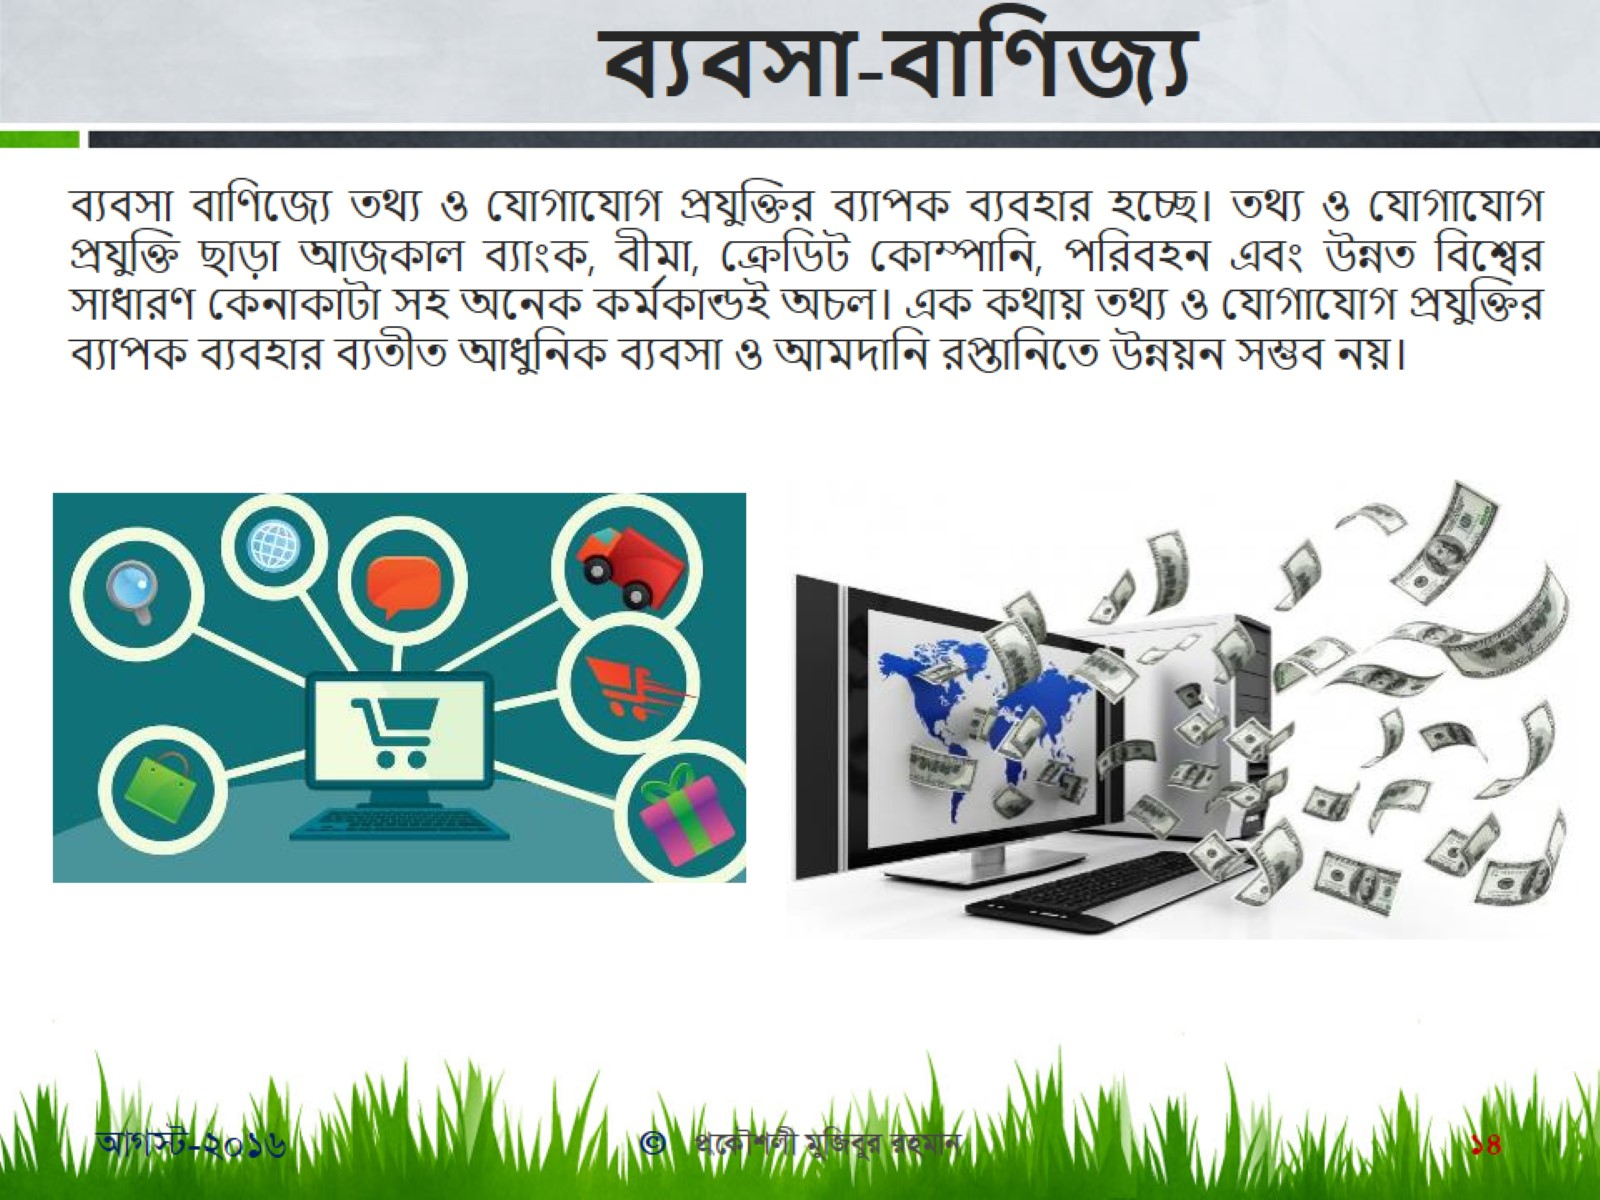 ব্যবসা-বাণিজ্য
ব্যবসা বাণিজ্যে তথ্য ও যোগাযোগ প্রযুক্তির ব্যাপক ব্যবহার হচ্ছে। তথ্য ও যোগাযোগ
প্রযুক্তি ছাড়া আজকাল ব্যাংক, বীমা, ক্রেডিট কোম্পানি, পরিবহন এবং উন্নত বিশ্বের
সাধারণ কেনাকাটা সহ অনেক কর্মকান্ডই অচল। এক কথায় তথ্য ও যোগাযোগ প্রযুক্তির
ব্যাপক ব্যবহার ব্যতীত আধুনিক ব্যবসা ও আমদানি রপ্তানিতে উন্নয়ন সম্ভব নয়।
আগস্ট-২০১৬ © প্রকৌশলী মুজিবুর রহমান ১৪